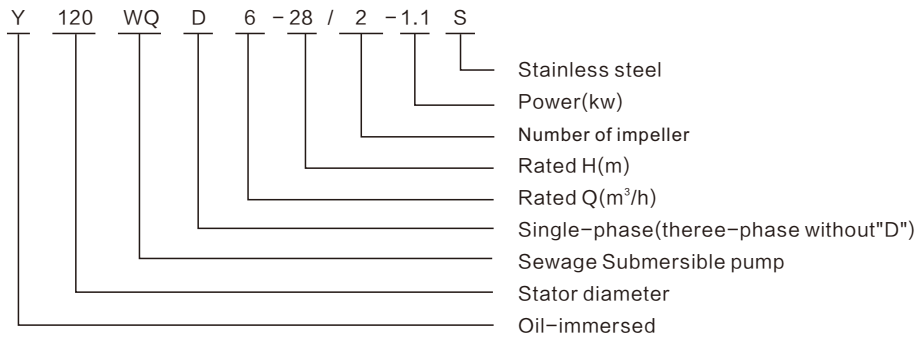 Y 120 WQ D 6 -28 / 2 -1.1 S
Stainless steel
Power(kw)
Number of impeller
Rated H(m)
Rated Q(m³/h)
Single-phase(theree-phase without"D")
Sewage Submersible pump
Stator diameter
Oil-immersed